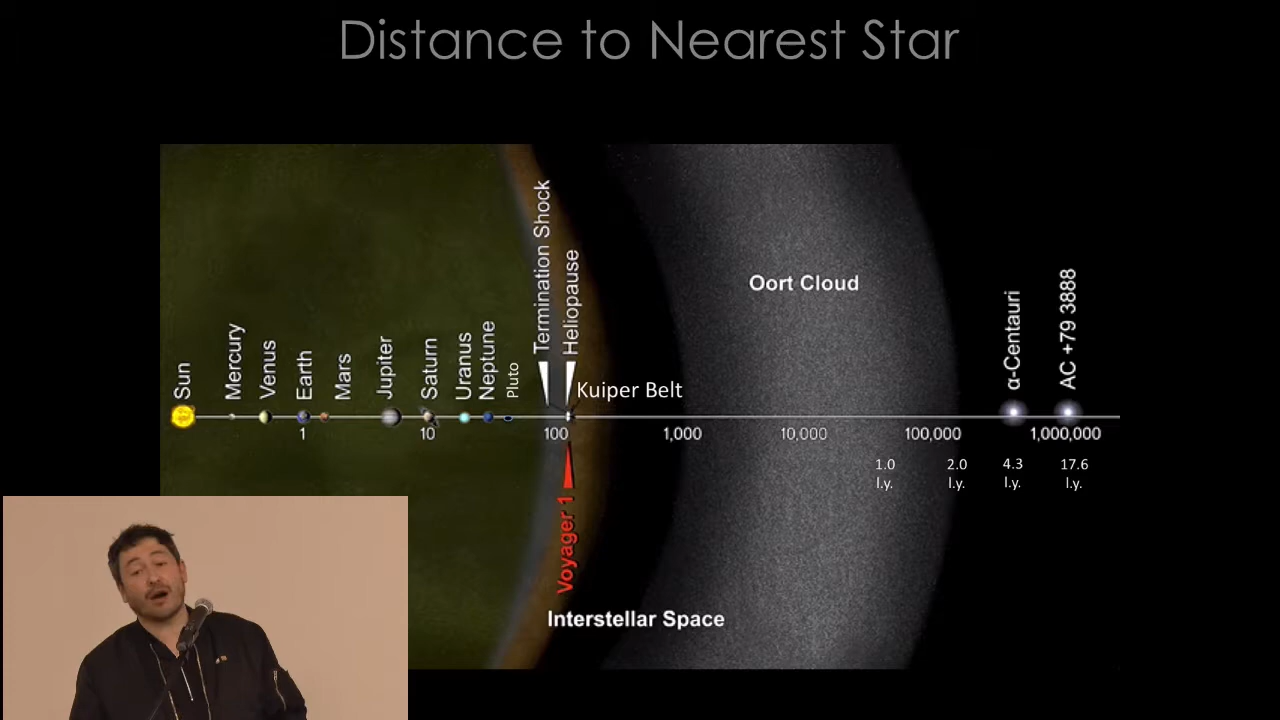 Distance to Nearest Star
Sun
Mercury
Venus
Earth
Mars
Jupiter
Saturn
Uranus
Neptune
Pluto
Termination Shock
Heliopause
Kuiper Belt
Oort Cloud
α-Centauri
AC +79 3888
1
10
100
1,000
10,000
100,000
1,000,000
1.0
l.y.
2.0
l.y.
4.3
l.y.
17.6
l.y.
Voyager 1
Interstellar Space